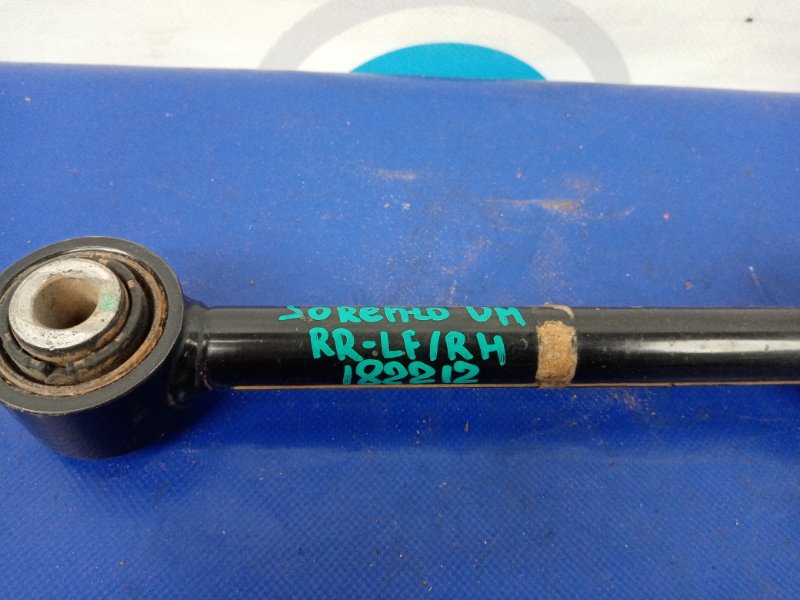 SORENTO UM
RR-LF/RH
182212